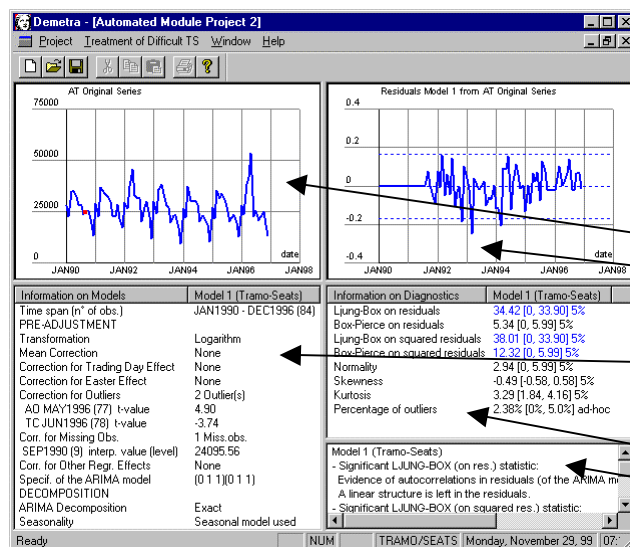 Demetra - [Automated Module Project 2]
Project Treatment of Difficult TS Window Help
AT Original Series
75000
50000
25000
0
date
JAN90 JAN92 JAN94 JAN96 JAN98
Residuals Model 1 from AT Original Series
0.4
0.2
0
-0.2
-0.4
date
JAN90 JAN92 JAN94 JAN96 JAN98
Information on Models Model 1 (Tramo-Seats)
Time span (n° of obs.) JAN1990 - DEC1996 (84)
PRE-ADJUSTMENT
Transformation Logarithm
Mean Correction None
Correction for Trading Day Effect None
Correction for Easter Effect None
Correction for Outliers 2 Outlier(s)
AO MAY1996 (77) t-value 4.90
TC JUN1996 (78) t-value -3.74
Corr. for Missing Obs. 1 Miss.obs.
SEP1990 (9) interp. value (level) 24095.56
Corr. for Other Regr. Effects None
Specif. of the ARIMA model (0 1 1)(0 1 1)
DECOMPOSITION
ARIMA Decomposition Exact
Seasonality Seasonal model used
Information on Diagnostics Model 1 (Tramo-Seats)
Ljung-Box on residuals 34.42 [0, 33.90] 5%
Box-Pierce on residuals 5.34 [0, 5.99] 5%
Ljung-Box on squared residuals 38.01 [0, 33.90] 5%
Box-Pierce on squared residuals 12.32 [0, 5.99] 5%
Normality 2.94 [0, 5.99] 5%
Skewness -0.49 [-0.58, 0.58] 5%
Kurtosis 3.29 [1.84, 4.16] 5%
Percentage of outliers 2.38% [0%, 5.0%] ad-hoc
Model 1 (Tramo-Seats)
- Significant LJUNG-BOX (on res.) statistic:
Evidence of autocorrelations in residuals (of the ARIMA
A linear structure is left in the residuals.
- Significant LJUNG-BOX (on squared res.) statistic:
Ready NUM TRAMO/SEATS Monday, November 29, 99 07: